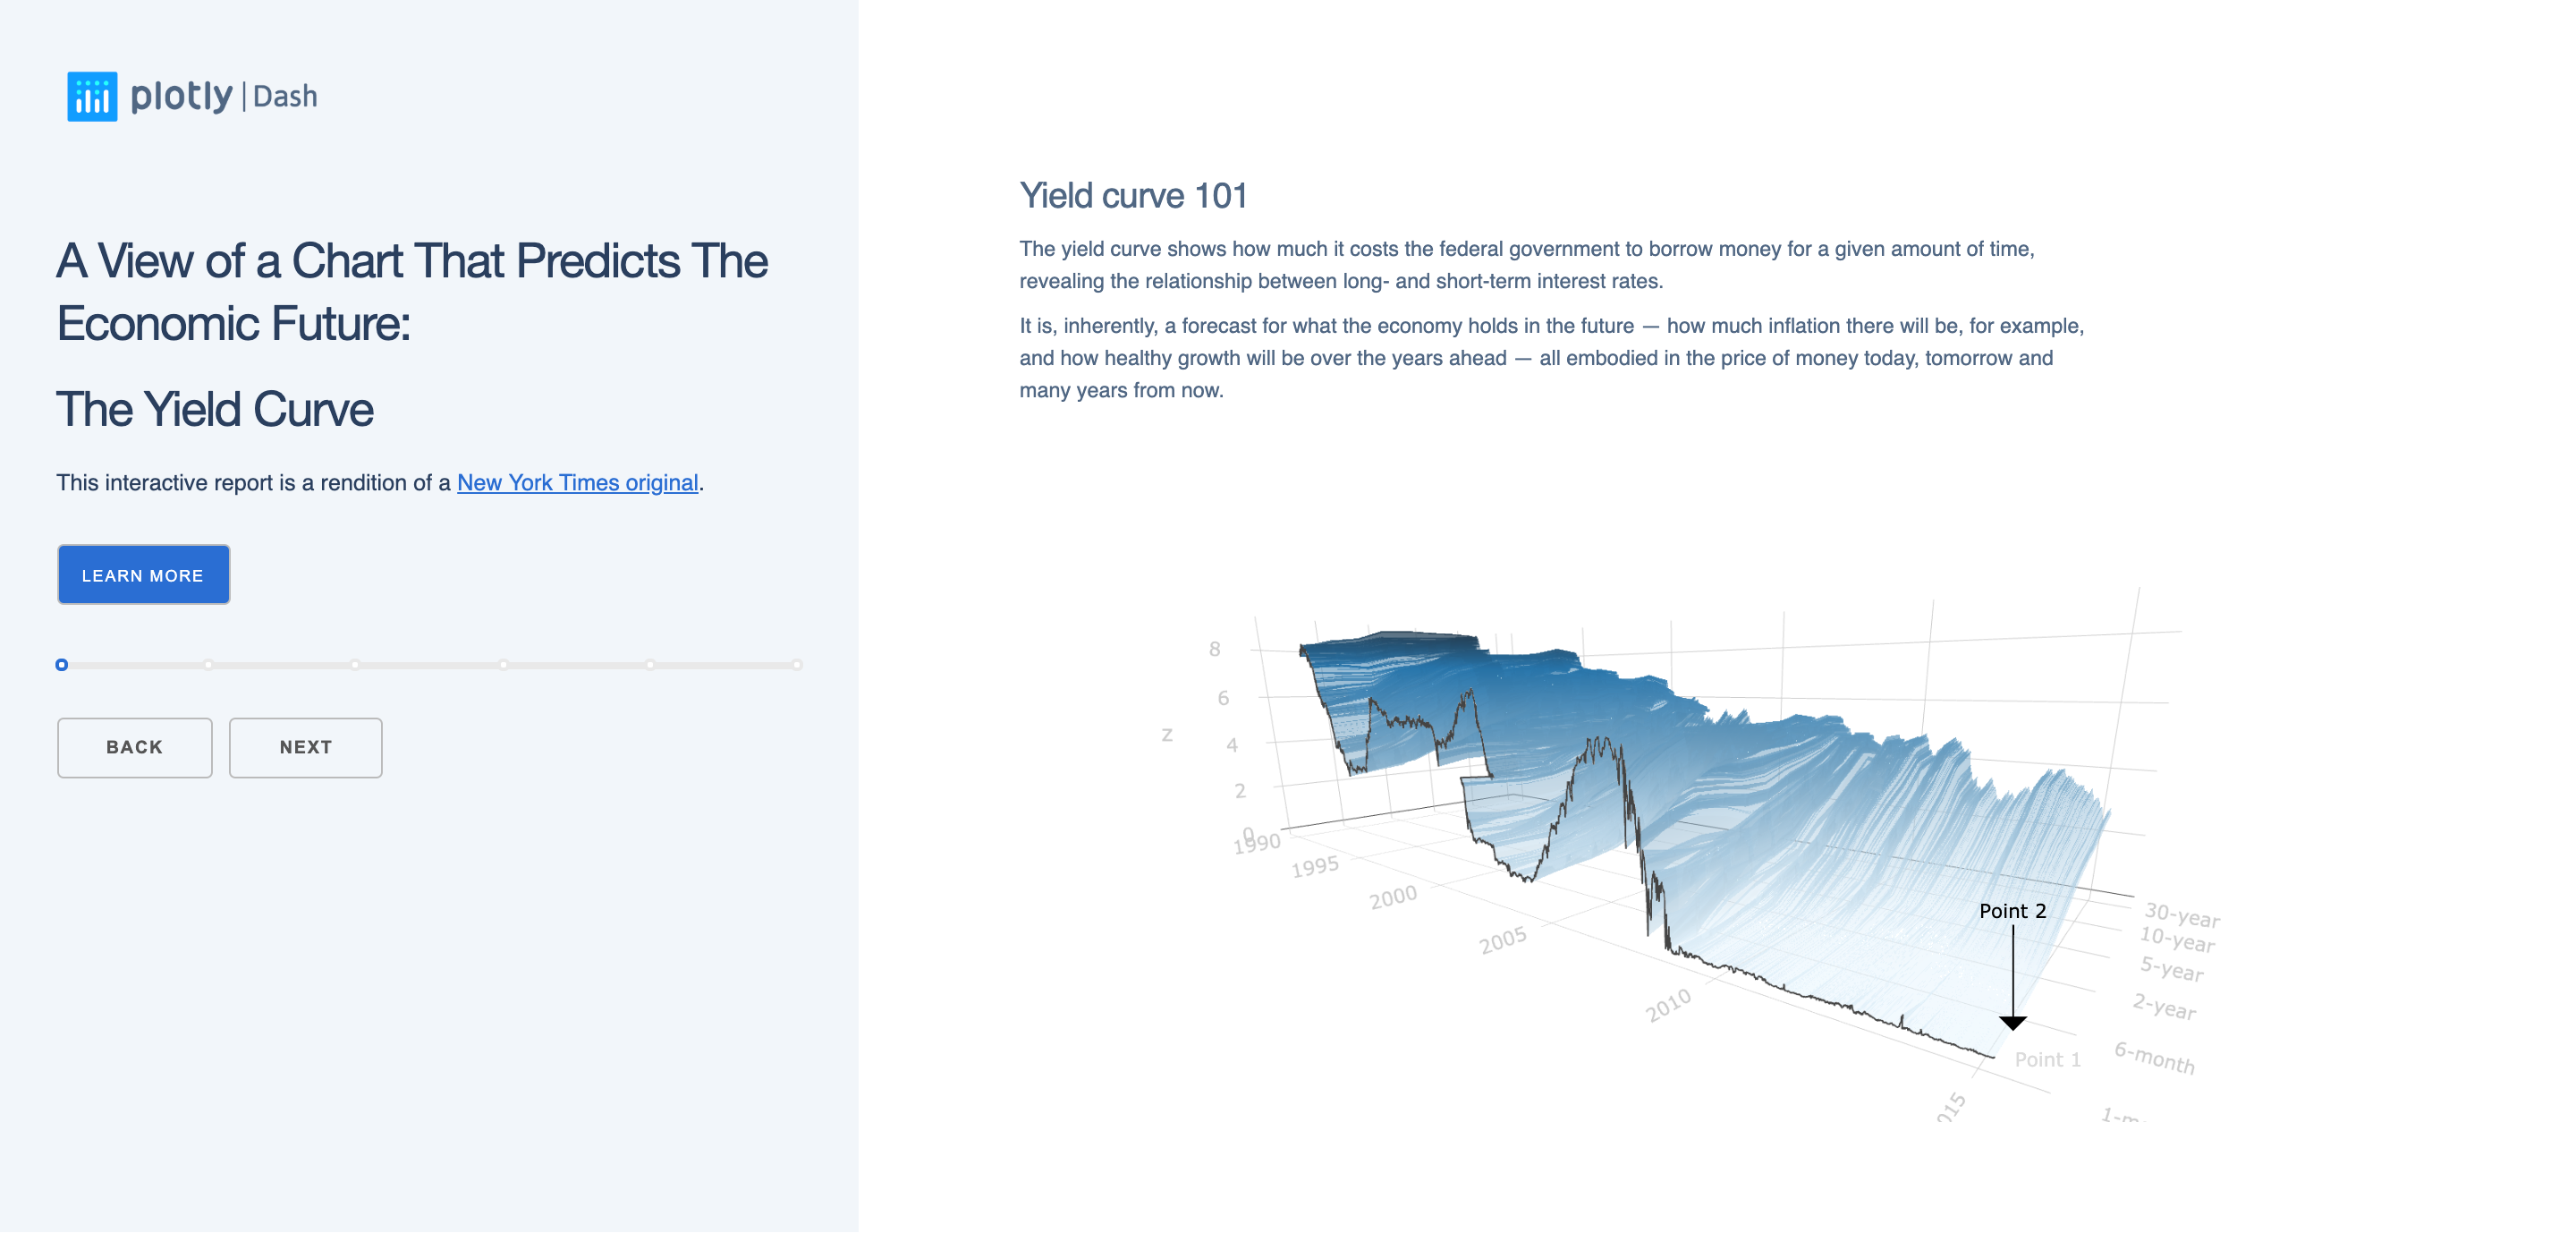 plotly | Dash
A View of a Chart That Predicts The
Economic Future:
The Yield Curve
This interactive report is a rendition of a New York Times original.
LEARN MORE
BACK
NEXT
Yield curve 101
The yield curve shows how much it costs the federal government to borrow money for a given amount of time,
revealing the relationship between long- and short-term interest rates.
It is, inherently, a forecast for what the economy holds in the future — how much inflation there will be, for example,
and how healthy growth will be over the years ahead — all embodied in the price of money today, tomorrow and
many years from now.
8
6
z
4
2
0
1990
1995
2000
2005
2010
015
30-year
10-year
5-year
2-year
6-month
Point 2
Point 1